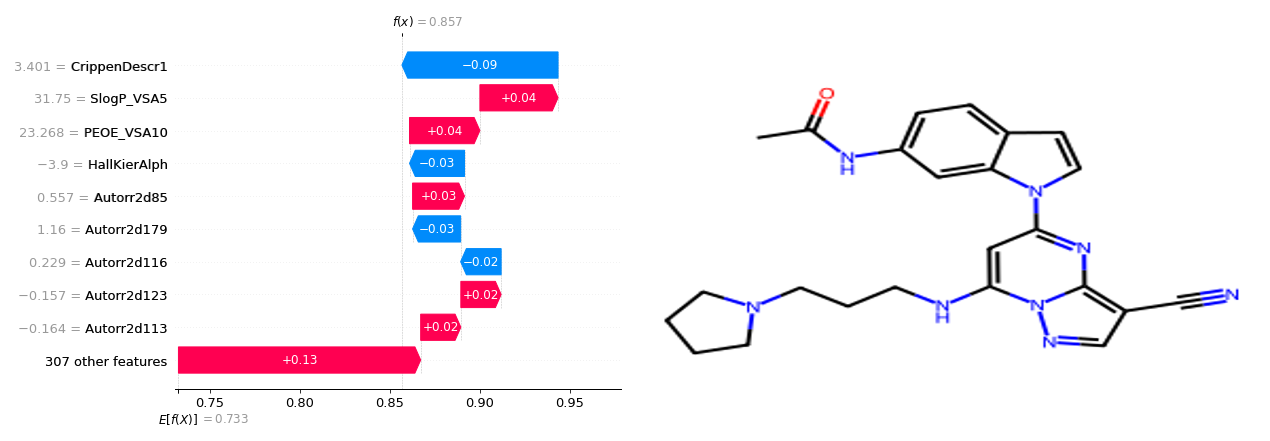 f(x) = 0.857
3.401 = CrippenDescr1
−0.09
31.75 = SlogP_VSA5
+0.04
23.268 = PEOE_VSA10
+0.04
−3.9 = HallKierAlph
−0.03
0.557 = Autorr2d85
+0.03
1.16 = Autorr2d179
−0.03
0.229 = Autorr2d116
−0.02
−0.157 = Autorr2d123
+0.02
−0.164 = Autorr2d113
+0.02
307 other features
+0.13
0.75 0.80 0.85 0.90 0.95
E[f(X)] = 0.733
O
N
H
N
N
N
N
H
N
N
N